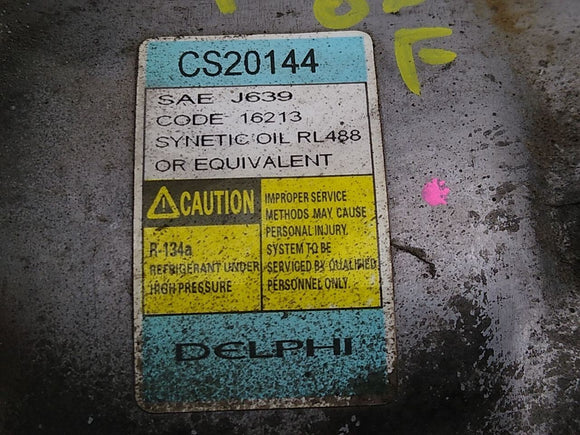 CS20144
SAE J639
CODE 16213
SYNETIC OIL RL488
OR EQUIVALENT
CAUTION
R-134a
REFRIGERANT UNDER
HIGH PRESSURE
IMPROPER SERVICE
METHODS MAY CAUSE
PERSONAL INJURY.
SYSTEM TO BE
SERVICED BY QUALIFIED
PERSONNEL ONLY.
DELPHI
F